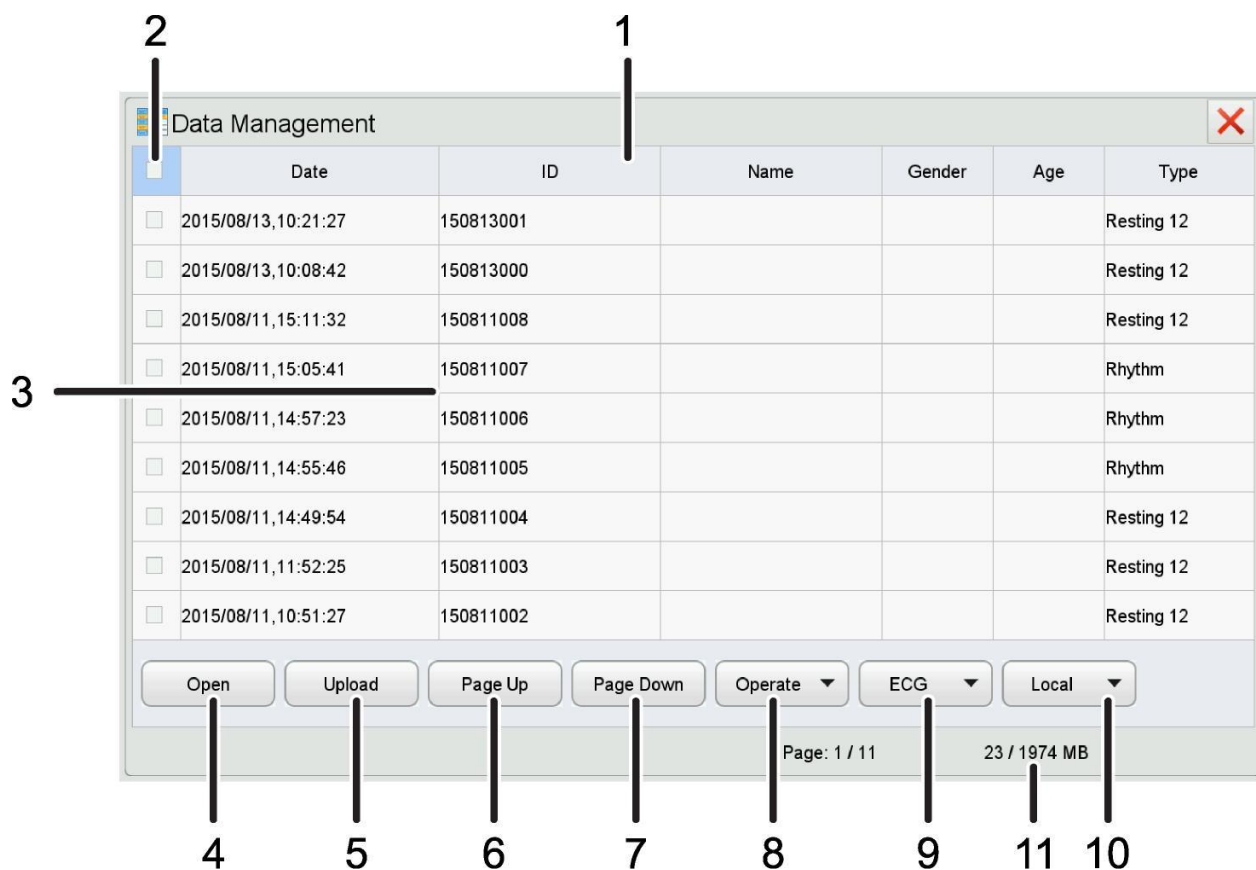 2 1
Data Management
Date ID Name Gender Age Type
2015/08/13,10:21:27 150813001 Resting 12
2015/08/13,10:08:42 150813000 Resting 12
2015/08/11,15:11:32 150811008 Resting 12
2015/08/11,15:05:41 150811007 Rhythm
3
2015/08/11,14:57:23 150811006 Rhythm
2015/08/11,14:55:46 150811005 Rhythm
2015/08/11,14:49:54 150811004 Resting 12
2015/08/11,11:52:25 150811003 Resting 12
2015/08/11,10:51:27 150811002 Resting 12
Open Upload Page Up Page Down Operate ECG Local
Page: 1 / 11 23 / 1974 MB
4 5 6 7 8 9 11 10